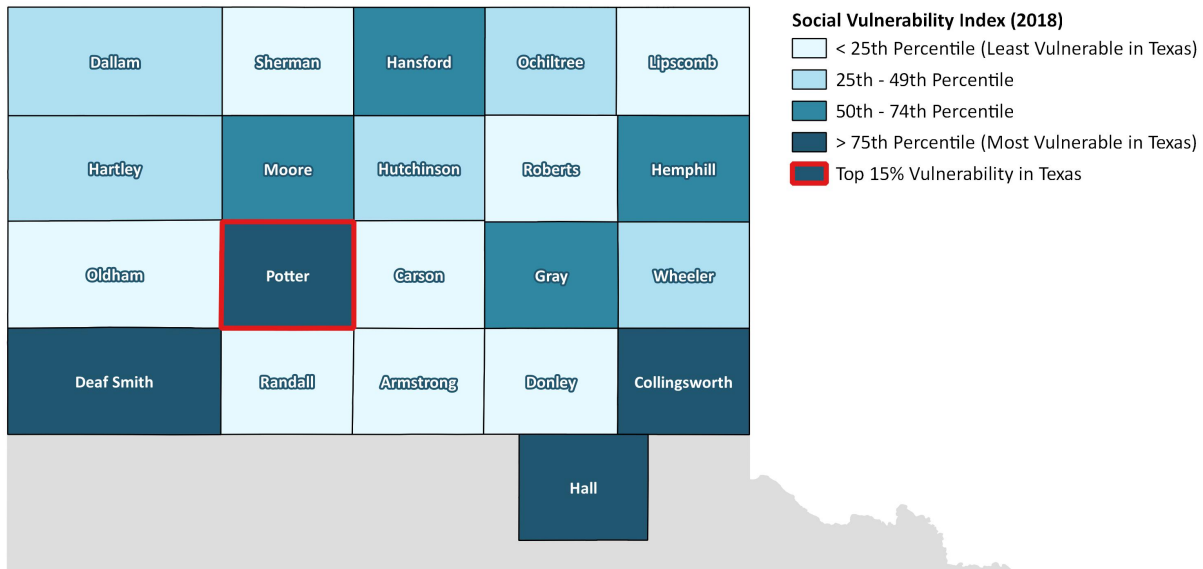 Social Vulnerability Index (2018)
< 25th Percentile (Least Vulnerable in Texas)
25th - 49th Percentile
50th - 74th Percentile
> 75th Percentile (Most Vulnerable in Texas)
Top 15% Vulnerability in Texas
Dallam
Sherman
Hansford
Ochiltree
Lipscomb
Hartley
Moore
Hutchinson
Roberts
Hemphill
Oldham
Potter
Carson
Gray
Wheeler
Deaf Smith
Randall
Armstrong
Donley
Collingsworth
Hall